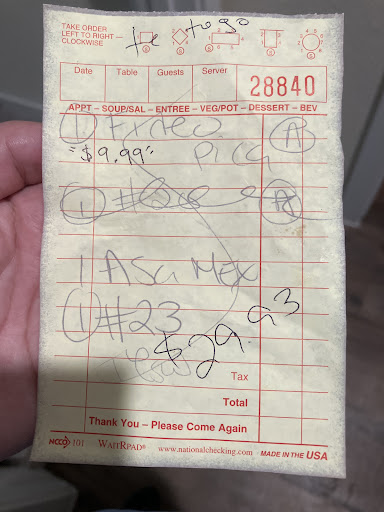 TAKE ORDER
LEFT TO RIGHT –
CLOCKWISE
to go
Date Table Guests Server
28840
APPT – SOUP/SAL – ENTREE – VEG/POT – DESSERT – BEV
1
A
"$9.99"
Pico
1
1 ASa Mex
1 #23
$29.93
Tax
Total
Thank You – Please Come Again
NCCO 101 WAITRPAD® www.nationalchecking.com MADE IN THE USA